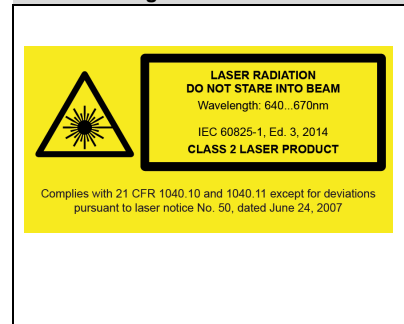 LASER RADIATION
DO NOT STARE INTO BEAM
Wavelength: 640...670nm
IEC 60825-1, Ed. 3, 2014
CLASS 2 LASER PRODUCT
Complies with 21 CFR 1040.10 and 1040.11 except for deviations
pursuant to laser notice No. 50, dated June 24, 2007